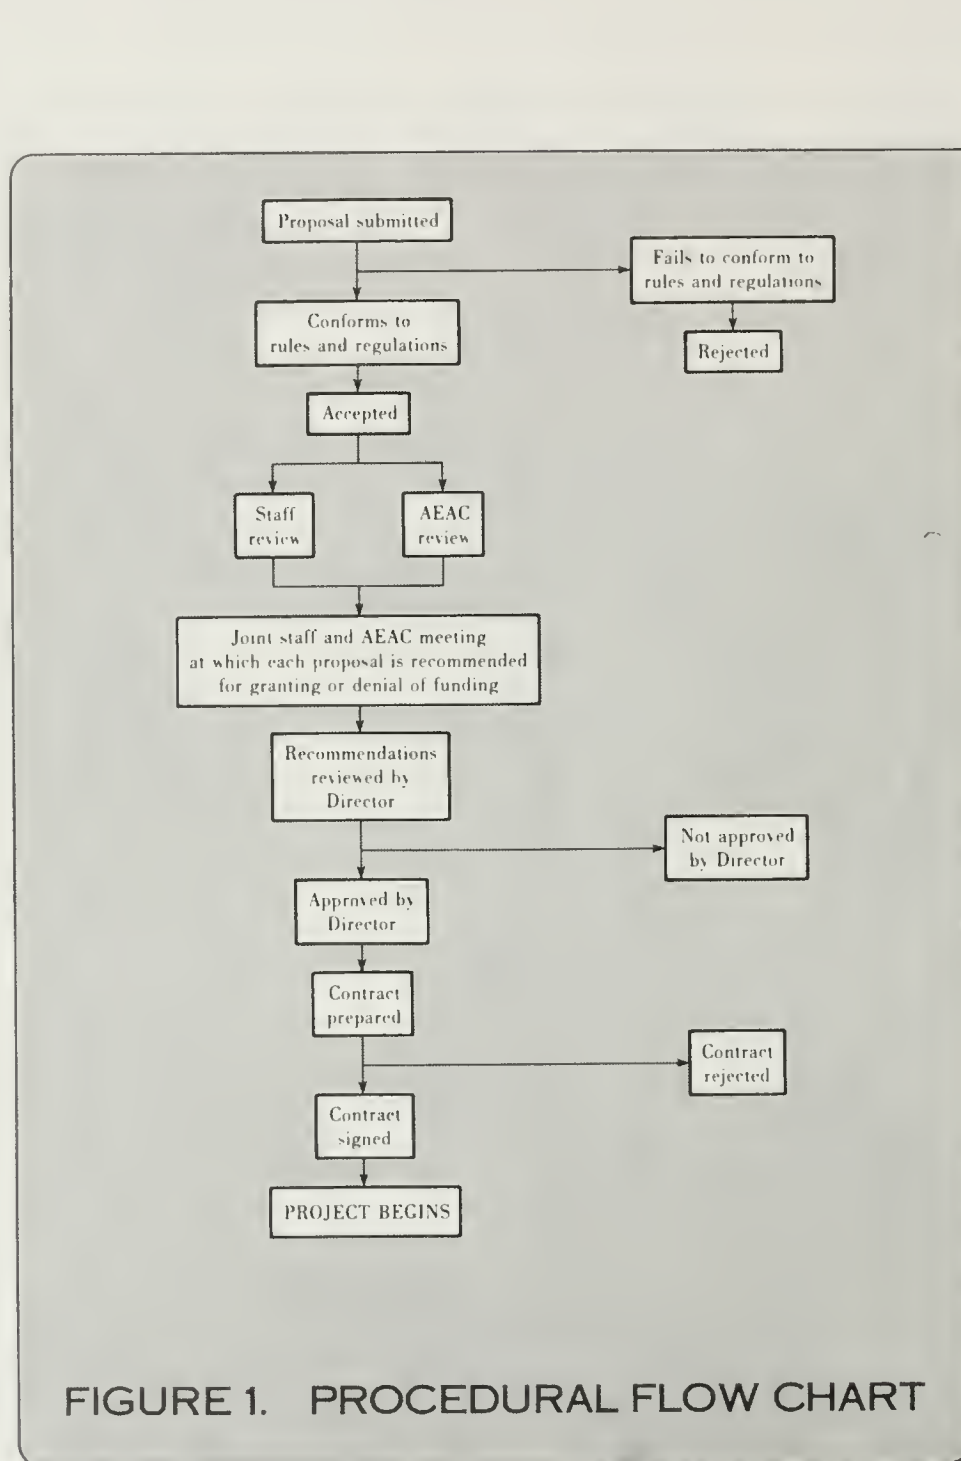 Proposal submitted
Fails to conform to
rules and regulations
Conforms to
rules and regulations
Rejected
Accepted
Staff
review
AEAC
review
Joint staff and AEAC meeting
at which each proposal is recommended
for granting or denial of funding
Recommendations
reviewed by
Director
Not approved
by Director
Approved by
Director
Contract
prepared
Contract
rejected
Contract
signed
PROJECT BEGINS
FIGURE 1. PROCEDURAL FLOW CHART